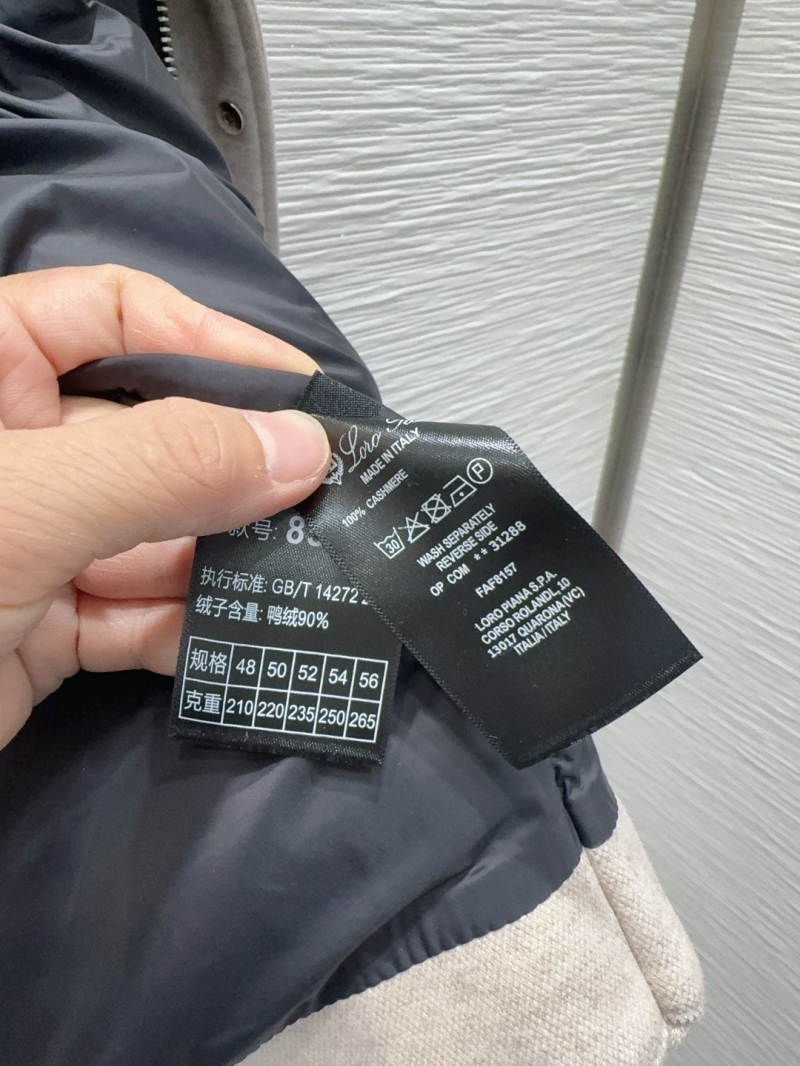 Loro
MADE IN ITALY
100% CASHMERE
30
P
WASH SEPARATELY
REVERSE SIDE
OP COM **31288
FAF8157
LORO PIANA S.P.A.
CORSO ROLANDI, 10
13017 QUARONA (VC)
ITALIA / ITALY
款号: 8
执行标准: GB/T 14272
绒子含量: 鸭绒90%
规格 48 50 52 54 56
克重 210 220 235 250 265